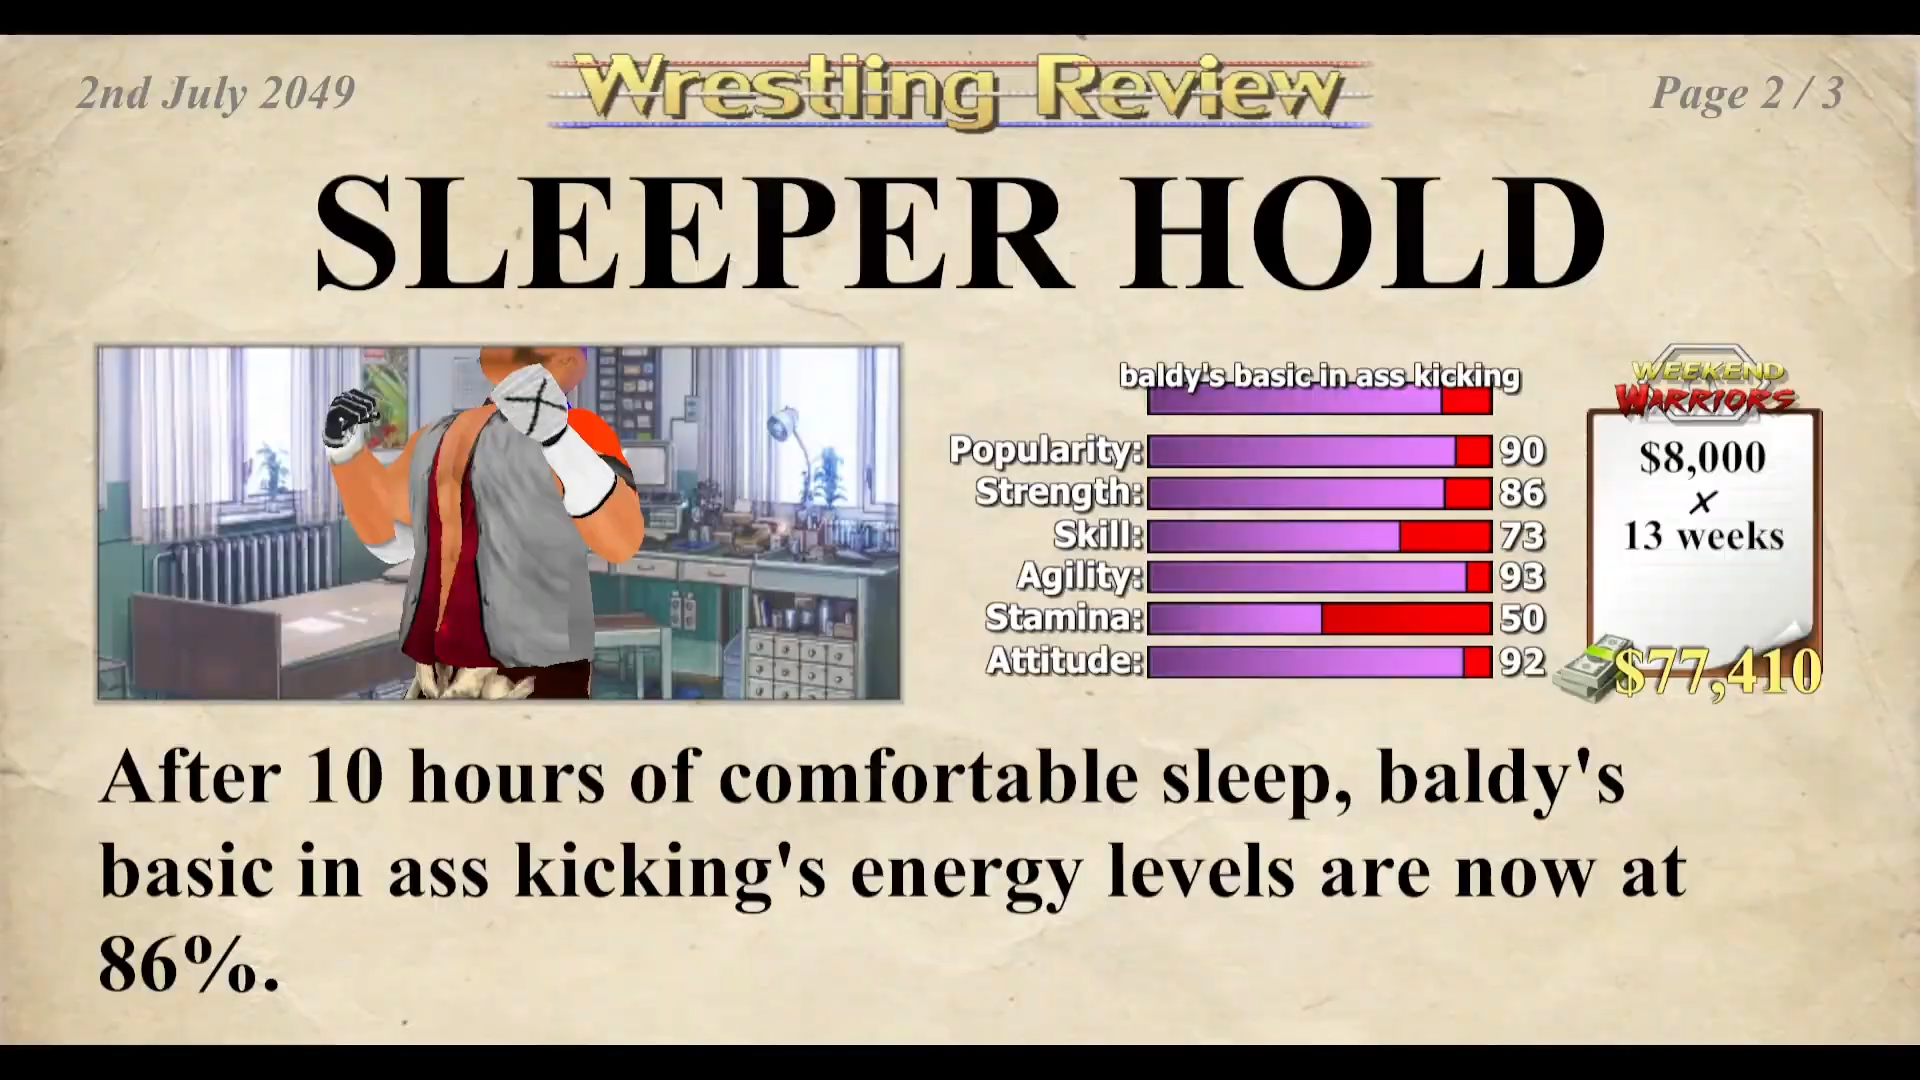 2nd July 2049
Wrestling Review
Page 2 / 3
SLEEPER HOLD
baldy's basic in ass kicking
Popularity: 90
Strength: 86
Skill: 73
Agility: 93
Stamina: 50
Attitude: 92
WEEKEND
WARRIORS
$8,000
x
13 weeks
$77,410
After 10 hours of comfortable sleep, baldy's
basic in ass kicking's energy levels are now at
86%.